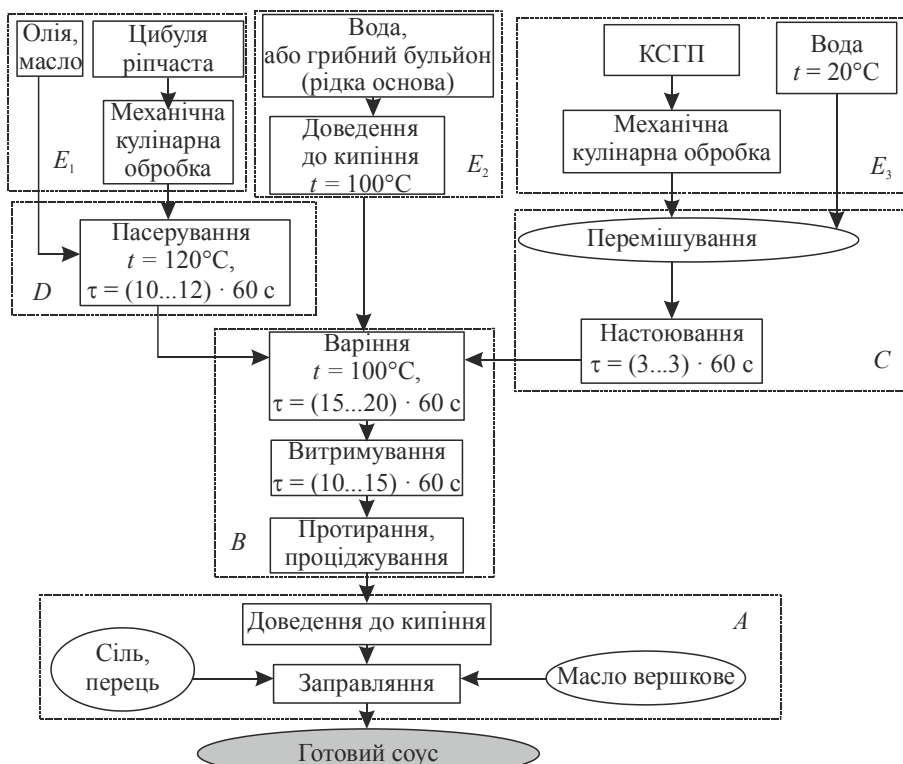 Олія,
масло
Цибуля
ріпчаста
Механічна
кулінарна
обробка
E₁
Вода,
або грибний бульйон
(рідка основа)
Доведення
до кипіння
t = 100°C
E₂
КСГП
Вода
t = 20°C
Механічна
кулінарна обробка
E₃
Пасерування
t = 120°C,
τ = (10...12) · 60 с
D
Перемішування
Настоювання
τ = (3...3) · 60 с
C
Варіння
t = 100°C,
τ = (15...20) · 60 с
Витримування
τ = (10...15) · 60 с
Протирання,
проціджування
B
Доведення до кипіння
A
Сіль,
перець
Заправляння
Масло вершкове
Готовий соус